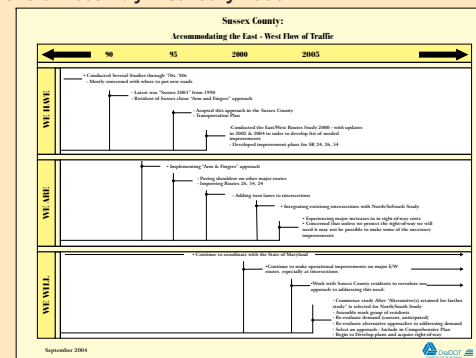 Sussex County:
Accommodating the East - West Flow of Traffic
90 95 2000 2005
WE HAVE
• Conducted Several Studies through '70s, '80s
- Mostly concerned with where to put new roads
- Latest was "Sussex 2005" from 1990
- Resident of Sussex chose "Arm and Fingers" approach
- Adopted this approach in the Sussex County
- Transportation Plan
-Conducted the East/West Routes Study 2000 - with updates
in 2002 & 2004 in order to develop list of needed
improvements
- Developed improvement plans for SR 24, 26, 54
WE ARE
• Implementing "Arm & Fingers" approach
- Paving shoulders on other major routes
- Improving Routes 26, 54, 24
• Adding turn lanes to intersections
• Integrating existing intersections with North/SoSouth Study
• Experiencing major increases in in right-of-way costs
• Concerned that unless we protect the right-of-way we will
need it may not be possible to make some of the necessary
improvements
WE WILL
• Continue to coordinate with the State of Maryland
•Continue to make operational improvements on major E/W
routes, especially at intersections
•Work with Sussex County residents to reevaluate our
approach to addressing this need:
- Commence study After "Alternative(s) retained for further
study" is selected for North/South Study
- Assemble work group of residents
- Re-evaluate demand (current, anticipated)
- Re-evaluate alternative approaches to addressing demand
- Select an approach - Include in Comprehensive Plan
- Begin to Develop plans and acquire right-of-way
September 2004
DelDOT